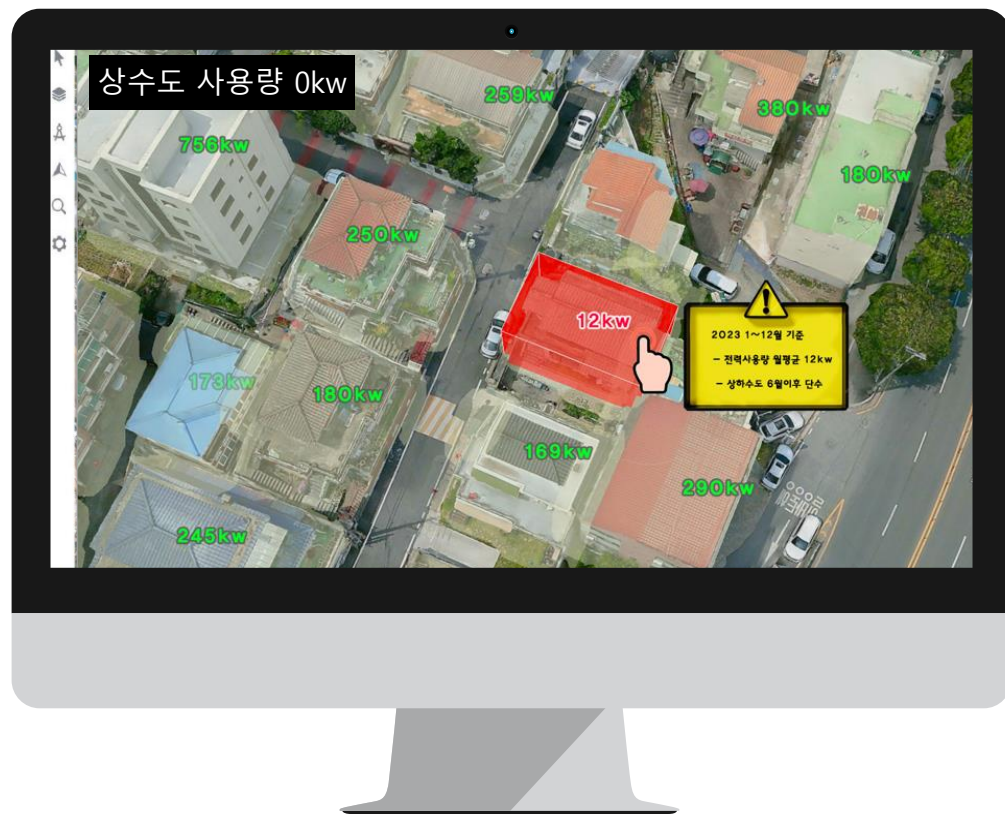 상수도 사용량 0kw
259kw
380kw
756kw
180kw
250kw
12kw
2023 1~12월 기준
- 전력사용량 월평균 12kw
- 상하수도 6월이후 단수
173kw
180kw
169kw
290kw
245kw